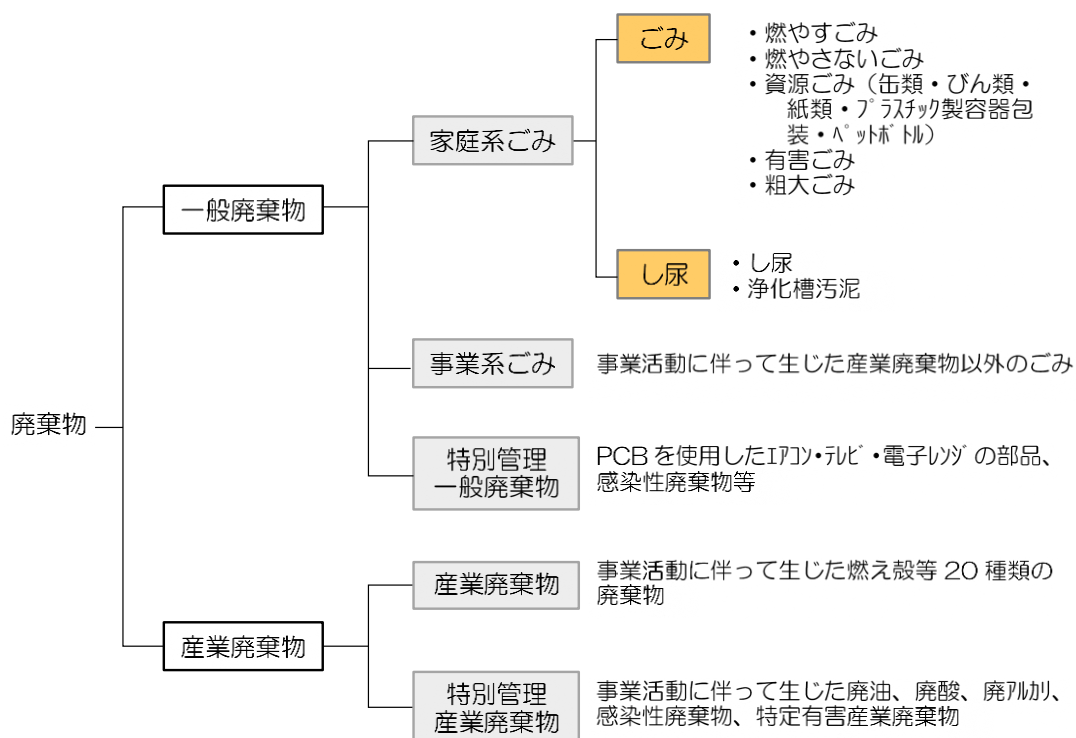 廃棄物
一般廃棄物
家庭系ごみ
ごみ
・燃やすごみ
・燃やさないごみ
・資源ごみ（缶類・びん類・
紙類・ﾌﾟﾗｽﾁｯｸ製容器包
装・ﾍﾟｯﾄﾎﾞﾄﾙ）
・有害ごみ
・粗大ごみ
し尿
・し尿
・浄化槽汚泥
事業系ごみ
事業活動に伴って生じた産業廃棄物以外のごみ
特別管理
一般廃棄物
PCBを使用したｴｱｺﾝ・ﾃﾚﾋﾞ・電子ﾚﾝｼﾞの部品、
感染性廃棄物等
産業廃棄物
産業廃棄物
事業活動に伴って生じた燃え殻等 20 種類の
廃棄物
特別管理
産業廃棄物
事業活動に伴って生じた廃油、廃酸、廃ｱﾙｶﾘ、
感染性廃棄物、特定有害産業廃棄物